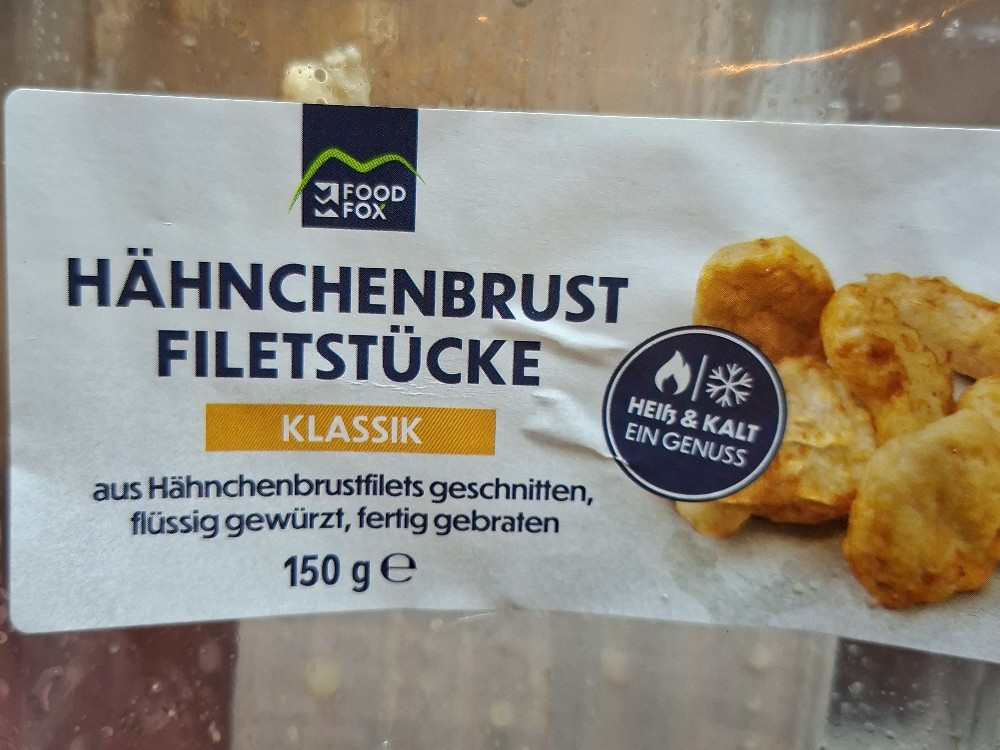 FOOD
FOX
HÄHNCHENBRUST
FILETSTÜCKE
KLASSIK
aus Hähnchenbrustfilets geschnitten,
flüssig gewürzt, fertig gebraten
150 g ℮
HEIß & KALT
EIN GENUSS